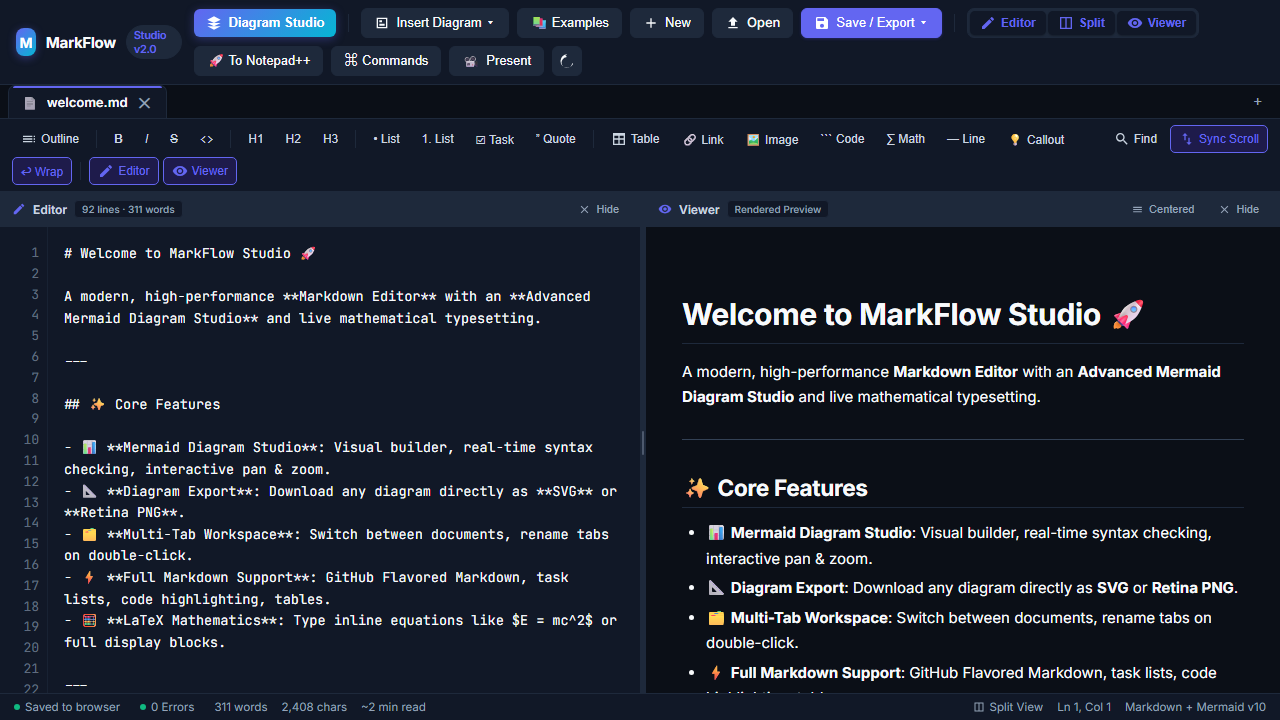 M MarkFlow Studio v2.0
Diagram Studio Insert Diagram Examples New Open Save / Export Editor Split Viewer
To Notepad++ ⌘ Commands Present
welcome.md
+
Outline B I S <> H1 H2 H3 • List 1. List ☑ Task " Quote Table Link Image ``` Code ∑ Math — Line Callout Find Sync Scroll
↩ Wrap Editor Viewer
Editor 92 lines · 311 words Hide
1
2
3
4
5
6
7
8
9
10
11
12
13
14
15
16
17
18
19
20
21
22
# Welcome to MarkFlow Studio 🚀
A modern, high-performance **Markdown Editor** with an **Advanced
Mermaid Diagram Studio** and live mathematical typesetting.
---
## ✨ Core Features
- 📊 **Mermaid Diagram Studio**: Visual builder, real-time syntax
checking, interactive pan & zoom.
- 📐 **Diagram Export**: Download any diagram directly as **SVG** or
**Retina PNG**.
- 🗂️ **Multi-Tab Workspace**: Switch between documents, rename tabs
on double-click.
- ⚡ **Full Markdown Support**: GitHub Flavored Markdown, task
lists, code highlighting, tables.
- 🧮 **LaTeX Mathematics**: Type inline equations like $E = mc^2$ or
full display blocks.
---
Viewer Rendered Preview Centered Hide
Welcome to MarkFlow Studio 🚀
A modern, high-performance Markdown Editor with an Advanced Mermaid
Diagram Studio and live mathematical typesetting.
✨ Core Features
• 📊 Mermaid Diagram Studio: Visual builder, real-time syntax checking,
interactive pan & zoom.
• 📐 Diagram Export: Download any diagram directly as SVG or Retina PNG.
• 🗂️ Multi-Tab Workspace: Switch between documents, rename tabs on
double-click.
• ⚡ Full Markdown Support: GitHub Flavored Markdown, task lists, code
Saved to browser 0 Errors 311 words 2,408 chars ~2 min read Split View Ln 1, Col 1 Markdown + Mermaid v10